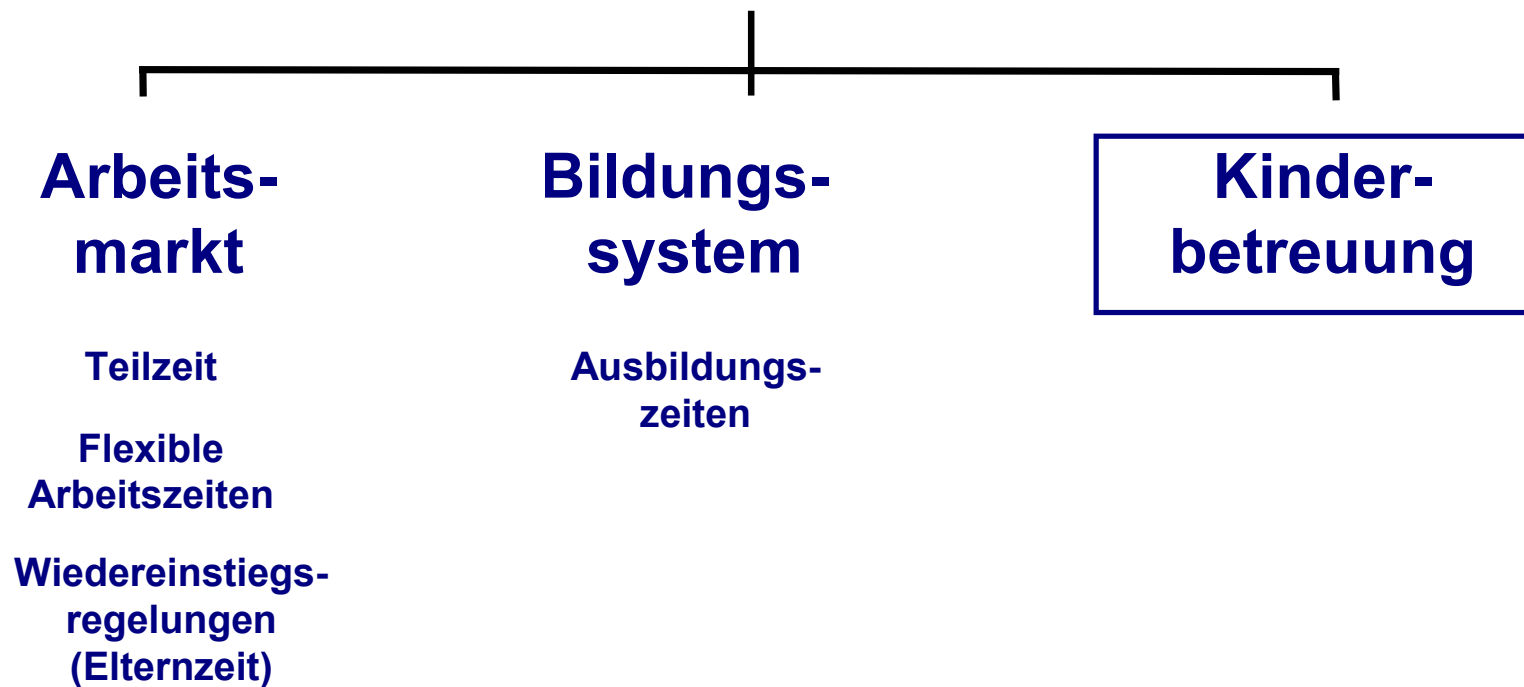 Arbeits-
markt
Teilzeit
Flexible
Arbeitszeiten
Wiedereinstiegs-
regelungen
(Elternzeit)
Bildungs-
system
Ausbildungs-
zeiten
Kinder-
betreuung